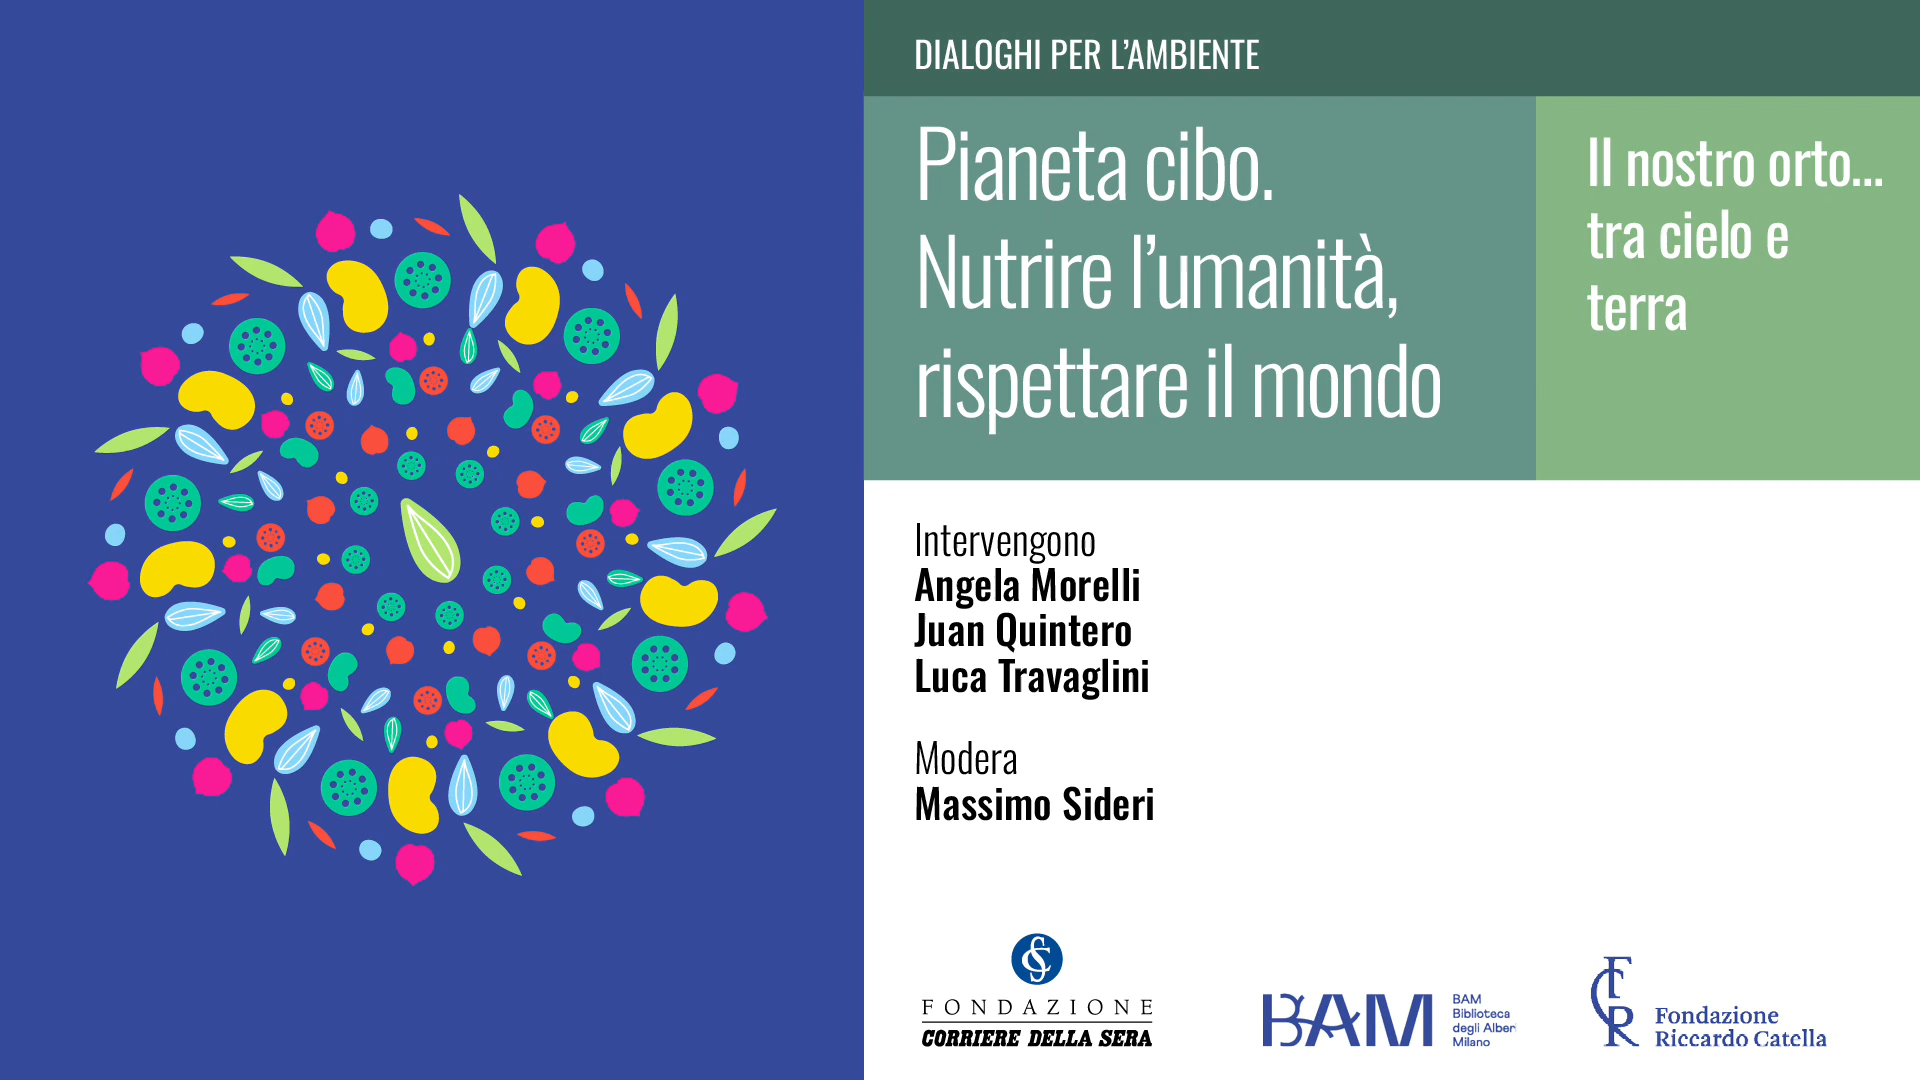 DIALOGHI PER L'AMBIENTE
Pianeta cibo.
Nutrire l'umanità,
rispettare il mondo
Il nostro orto...
tra cielo e
terra
Intervengono
Angela Morelli
Juan Quintero
Luca Travaglini
Modera
Massimo Sideri
FONDAZIONE
CORRIERE DELLA SERA
BAM
BAM
Biblioteca
degli Alberi
Milano
FCR
Fondazione
Riccardo Catella